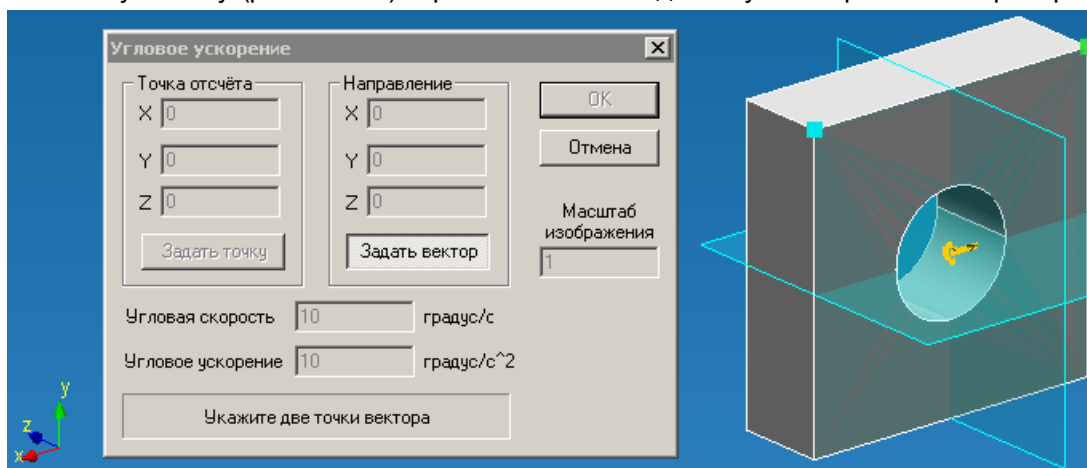 Угловое ускорение
Точка отсчёта
X 0
Y 0
Z 0
Задать точку
Направление
X 0
Y 0
Z 0
Задать вектор
OK
Отмена
Масштаб
изображения
1
Угловая скорость 10 градус/с
Угловое ускорение 10 градус/с^2
Укажите две точки вектора
y
z
x